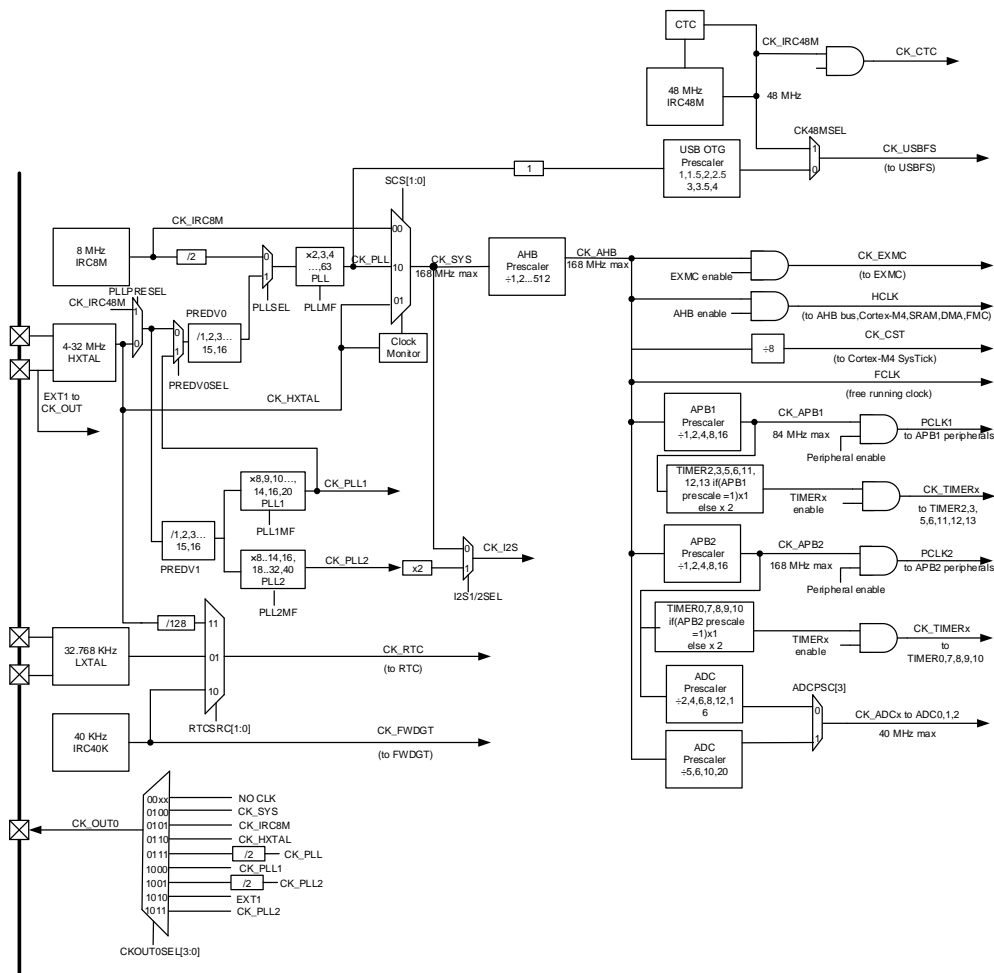 CTC
CK_IRC48M
CK_CTC
48 MHz
IRC48M
48 MHz
CK48MSEL
1
0
CK_USBFS
(to USBFS)
USB OTG
Prescaler
1,1.5,2,2.5
3,3.5,4
1
SCS[1:0]
CK_IRC8M
00
8 MHz
IRC8M
/2
0
1
PLLSEL
×2,3,4
...,63
PLL
PLLMF
CK_PLL
10
01
CK_SYS
168 MHz max
AHB
Prescaler
÷1,2...512
CK_AHB
168 MHz max
EXMC enable
CK_EXMC
(to EXMC)
AHB enable
HCLK
(to AHB bus,Cortex-M4,SRAM,DMA,FMC)
÷8
CK_CST
(to Cortex-M4 SysTick)
FCLK
(free running clock)
PLLPRESEL
CK_IRC48M
1
0
4-32 MHz
HXTAL
0
1
PREDV0
/1,2,3...
15,16
PREDV0SEL
Clock
Monitor
CK_HXTAL
EXT1 to
CK_OUT
APB1
Prescaler
÷1,2,4,8,16
CK_APB1
84 MHz max
Peripheral enable
PCLK1
to APB1 peripherals
TIMER2,3,5,6,11,
12,13 if(APB1
prescale =1)x1
else x 2
TIMERx
enable
CK_TIMERx
to TIMER2,3,
5,6,11,12,13
×8,9,10...,
14,16,20
PLL1
PLL1MF
CK_PLL1
/1,2,3...
15,16
PREDV1
×8..14,16,
18..32,40
PLL2
PLL2MF
CK_PLL2
x2
0
1
CK_I2S
I2S1/2SEL
APB2
Prescaler
÷1,2,4,8,16
CK_APB2
168 MHz max
Peripheral enable
PCLK2
to APB2 peripherals
TIMER0,7,8,9,10
if(APB2 prescale
=1)x1
else x 2
TIMERx
enable
CK_TIMERx
to
TIMER0,7,8,9,10
/128
11
01
10
32.768 KHz
LXTAL
CK_RTC
(to RTC)
RTCSRC[1:0]
40 KHz
IRC40K
CK_FWDGT
(to FWDGT)
ADC
Prescaler
÷2,4,6,8,12,1
6
ADCPSC[3]
0
1
CK_ADCx to ADC0,1,2
40 MHz max
ADC
Prescaler
÷5,6,10,20
CK_OUT0
00xx
NO CLK
0100
CK_SYS
0101
CK_IRC8M
0110
CK_HXTAL
0111
/2
CK_PLL
1000
CK_PLL1
1001
/2
CK_PLL2
1010
EXT1
1011
CK_PLL2
CKOUT0SEL[3:0]